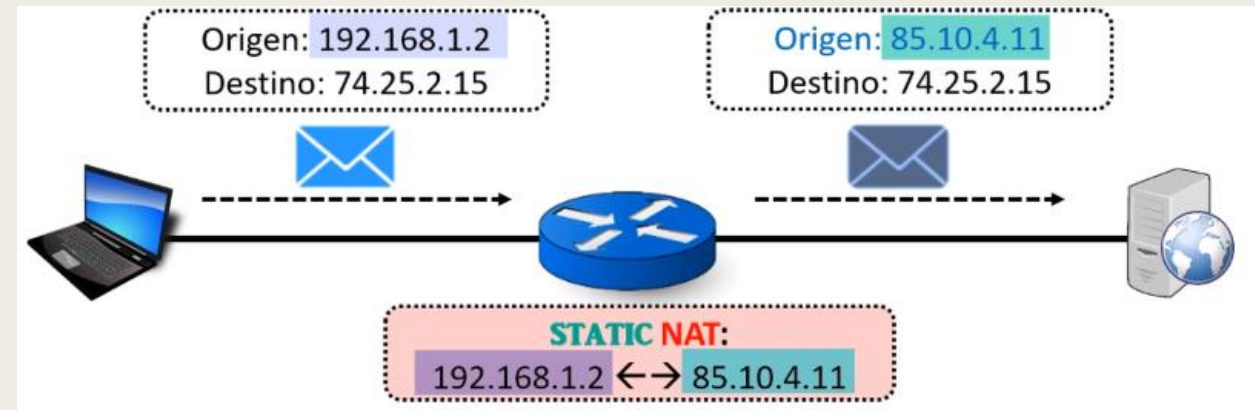 Origen: 192.168.1.2
Destino: 74.25.2.15
Origen: 85.10.4.11
Destino: 74.25.2.15
STATIC NAT:
192.168.1.2 ←→ 85.10.4.11